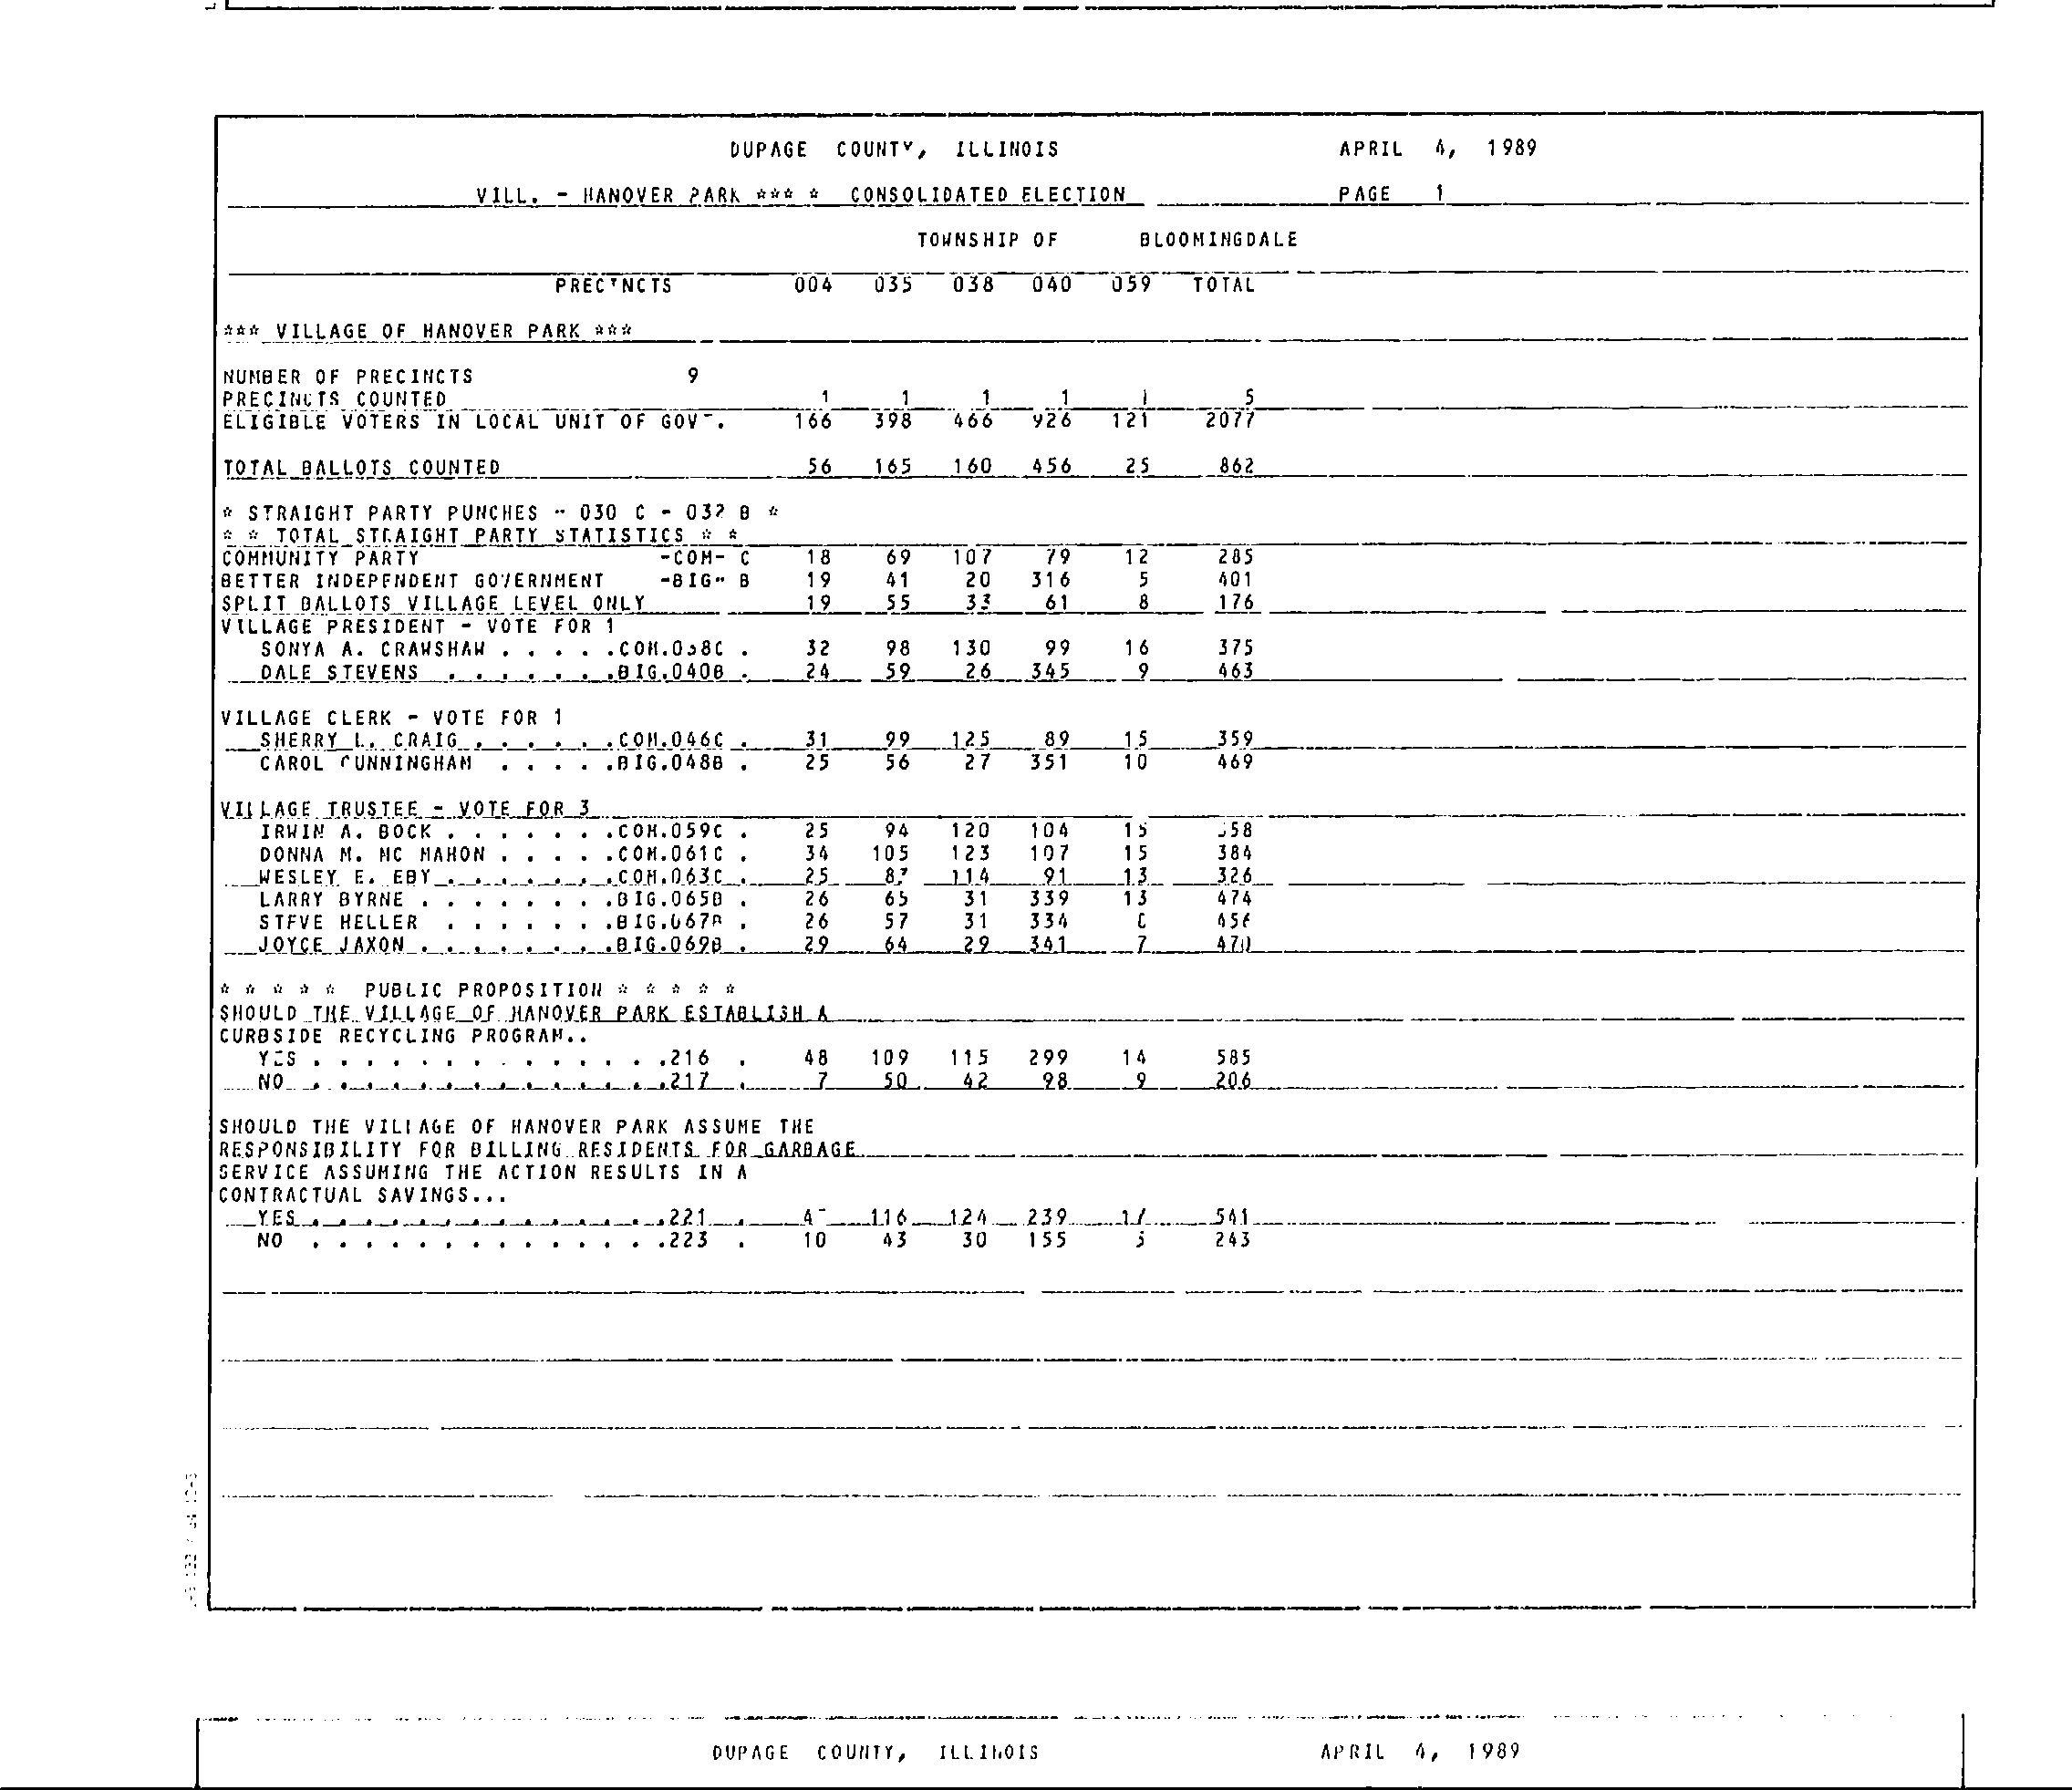 DUPAGE COUNTY, ILLINOIS APRIL 4, 1989
VILL. - HANOVER PARK *** * CONSOLIDATED ELECTION PAGE 1
TOWNSHIP OF BLOOMINGDALE
PRECINCTS 004 035 038 040 059 TOTAL
*** VILLAGE OF HANOVER PARK ***
NUMBER OF PRECINCTS 9
PRECINCTS COUNTED 1 1 1 1 1 5
ELIGIBLE VOTERS IN LOCAL UNIT OF GOVT. 166 398 466 926 121 2077
TOTAL BALLOTS COUNTED 56 165 160 456 25 862
* STRAIGHT PARTY PUNCHES - 030 C - 032 B *
* * TOTAL STRAIGHT PARTY STATISTICS * *
COMMUNITY PARTY -COM- C 18 69 107 79 12 285
BETTER INDEPENDENT GOVERNMENT -BIG- B 19 41 20 316 5 401
SPLIT BALLOTS VILLAGE LEVEL ONLY 19 55 33 61 8 176
VILLAGE PRESIDENT - VOTE FOR 1
SONYA A. CRAWSHAW . . . . .COM.038C . 32 98 130 99 16 375
DALE STEVENS . . . . . . .BIG.040B . 24 59 26 345 9 463
VILLAGE CLERK - VOTE FOR 1
SHERRY L. CRAIG . . . . . .COM.046C . 31 99 125 89 15 359
CAROL CUNNINGHAM . . . . .BIG.048B . 25 56 27 351 10 469
VILLAGE TRUSTEE - VOTE FOR 3
IRWIN A. BOCK . . . . . . .COM.059C . 25 94 120 104 15 358
DONNA M. MC MAHON . . . . .COM.061C . 34 105 123 107 15 384
WESLEY E. EBY . . . . . . .COM.063C . 25 83 114 91 13 326
LARRY BYRNE . . . . . . . .BIG.065B . 26 65 31 339 13 474
STEVE HELLER . . . . . . .BIG.067B . 26 57 31 334 456
JOYCE JAXON . . . . . . . .BIG.069B . 29 64 29 341 7 470
* * * * * PUBLIC PROPOSITION * * * * *
SHOULD THE VILLAGE OF HANOVER PARK ESTABLISH A
CURBSIDE RECYCLING PROGRAM..
YES . . . . . . . . . . . . . .216 . 48 109 115 299 14 585
NO . . . . . . . . . . . . . .217 . 7 50 42 98 9 206
SHOULD THE VILLAGE OF HANOVER PARK ASSUME THE
RESPONSIBILITY FOR BILLING RESIDENTS FOR GARBAGE
SERVICE ASSUMING THE ACTION RESULTS IN A
CONTRACTUAL SAVINGS...
YES . . . . . . . . . . . . . .221 . 116 124 239 541
NO . . . . . . . . . . . . . .223 . 10 43 30 155 5 243
DUPAGE COUNTY, ILLINOIS APRIL 4, 1989